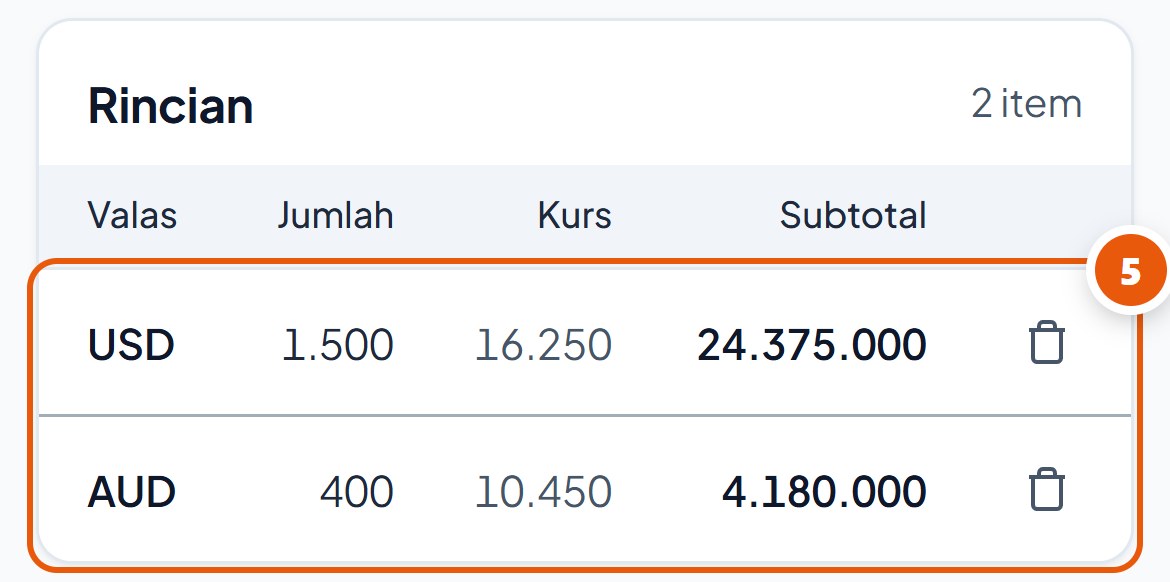 Rincian 2 item
Valas Jumlah Kurs Subtotal
5
USD 1.500 16.250 24.375.000
AUD 400 10.450 4.180.000